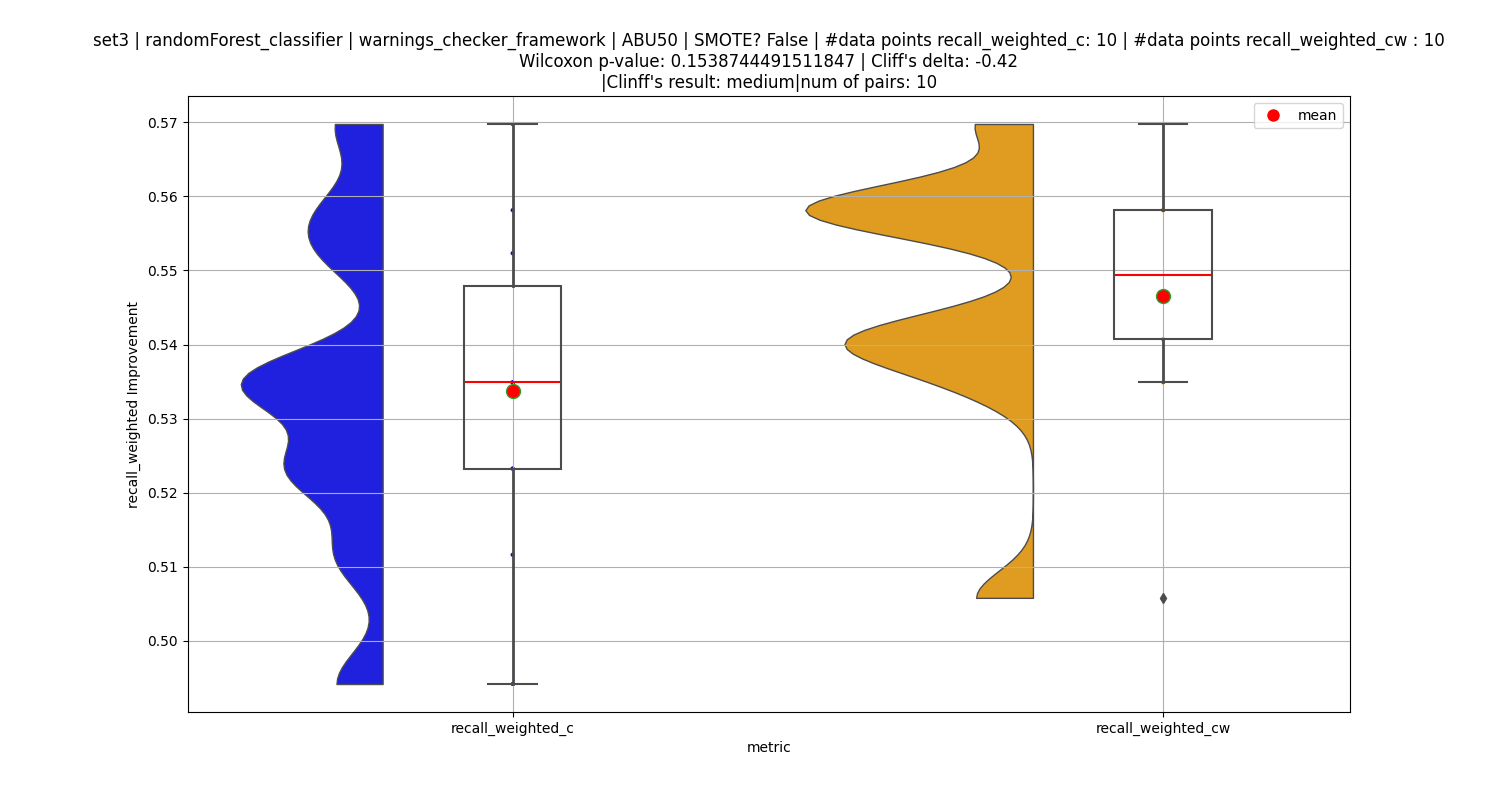 set3 | randomForest_classifier | warnings_checker_framework | ABU50 | SMOTE? False | #data points recall_weighted_c: 10 | #data points recall_weighted_cw : 10
Wilcoxon p-value: 0.1538744491511847 | Cliff's delta: -0.42
|Clinff's result: medium|num of pairs: 10
mean
0.57
0.56
0.55
0.54
0.53
0.52
0.51
0.50
recall_weighted Improvement
recall_weighted_c
recall_weighted_cw
metric